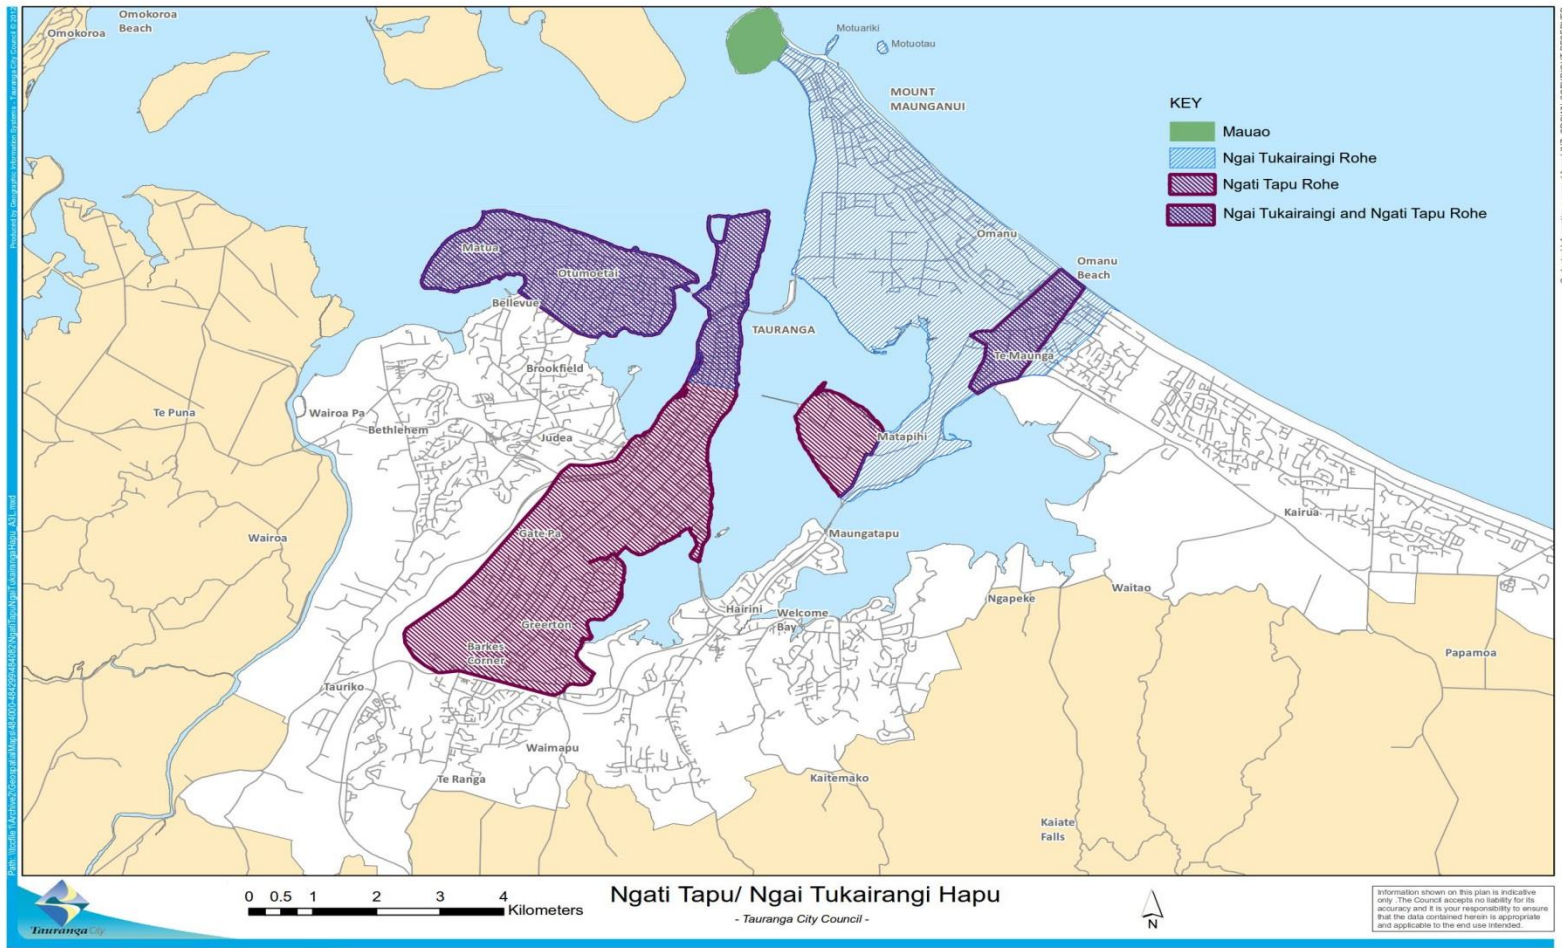 Omokoroa
Omokoroa
Beach
Motuariki
Motuotau
MOUNT
MAUNGANUI
KEY
Mauao
Ngai Tukairaingi Rohe
Ngati Tapu Rohe
Ngai Tukairaingi and Ngati Tapu Rohe
Matua
Otumoetai
Omanu
Omanu
Beach
Bellevue
TAURANGA
Te Maunga
Brookfield
Te Puna
Wairoa Pa
Bethlehem
Judea
Matapihi
Kairua
Wairoa
Gate Pa
Maungatapu
Waitao
Ngapeke
Hairini
Welcome
Bay
Greerton
Barkes
Corner
Papamoa
Tauriko
Waimapu
Te Ranga
Kaitemako
Kaiate
Falls
Tauranga City
0 0.5 1 2 3 4
Kilometers
Ngati Tapu/ Ngai Tukairangi Hapu
- Tauranga City Council -
N
Information shown on this plan is indicative
only .The Council accepts no liability for its
accuracy and it is your responsibility to ensure
that the data contained herein is appropriate
and applicable to the end use intended.